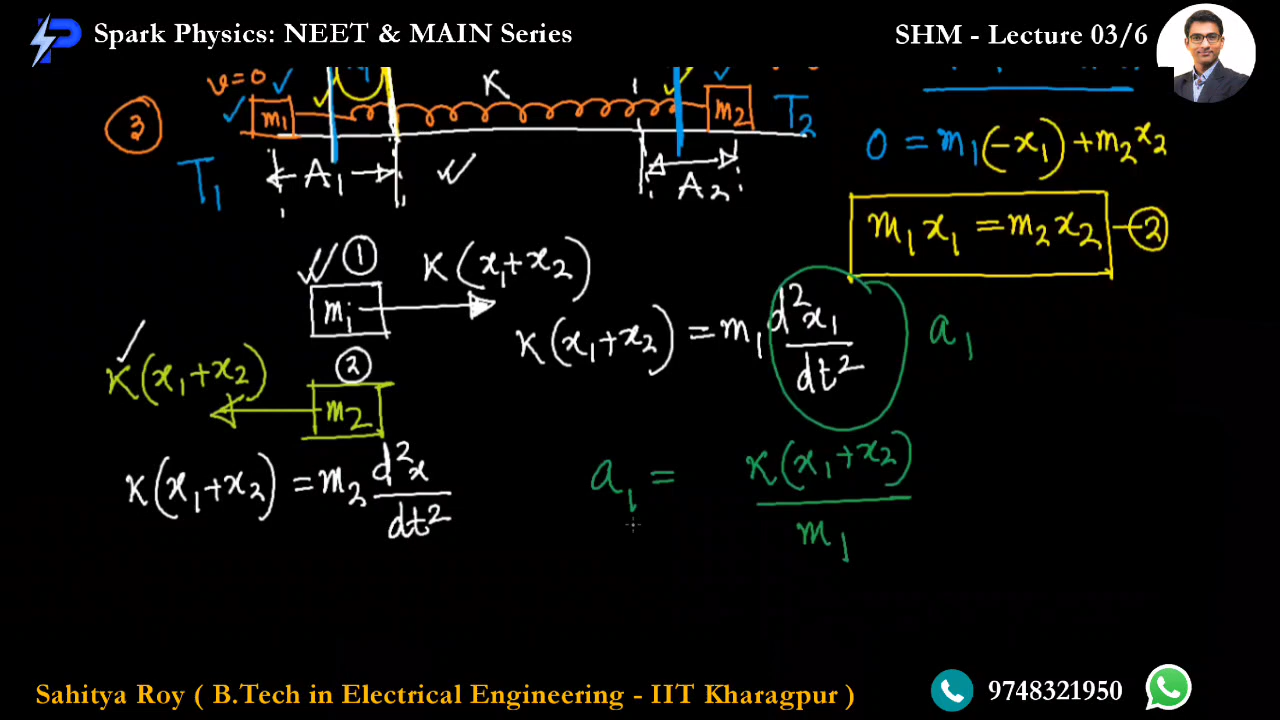 Spark Physics: NEET & MAIN Series
SHM - Lecture 03/6
v=0
K
③ m₁ m₂ T₂
T₁ A₁ A₂
0 = m₁(-x₁) + m₂x₂
m₁x₁ = m₂x₂ — ②
① K(x₁+x₂)
m₁
K(x₁+x₂) = m₁ d²x₁/dt² a₁
②
K(x₁+x₂) m₂
K(x₁+x₂) = m₂ d²x/dt²
a₁ = K(x₁+x₂)/m₁
Sahitya Roy ( B.Tech in Electrical Engineering - IIT Kharagpur )
9748321950